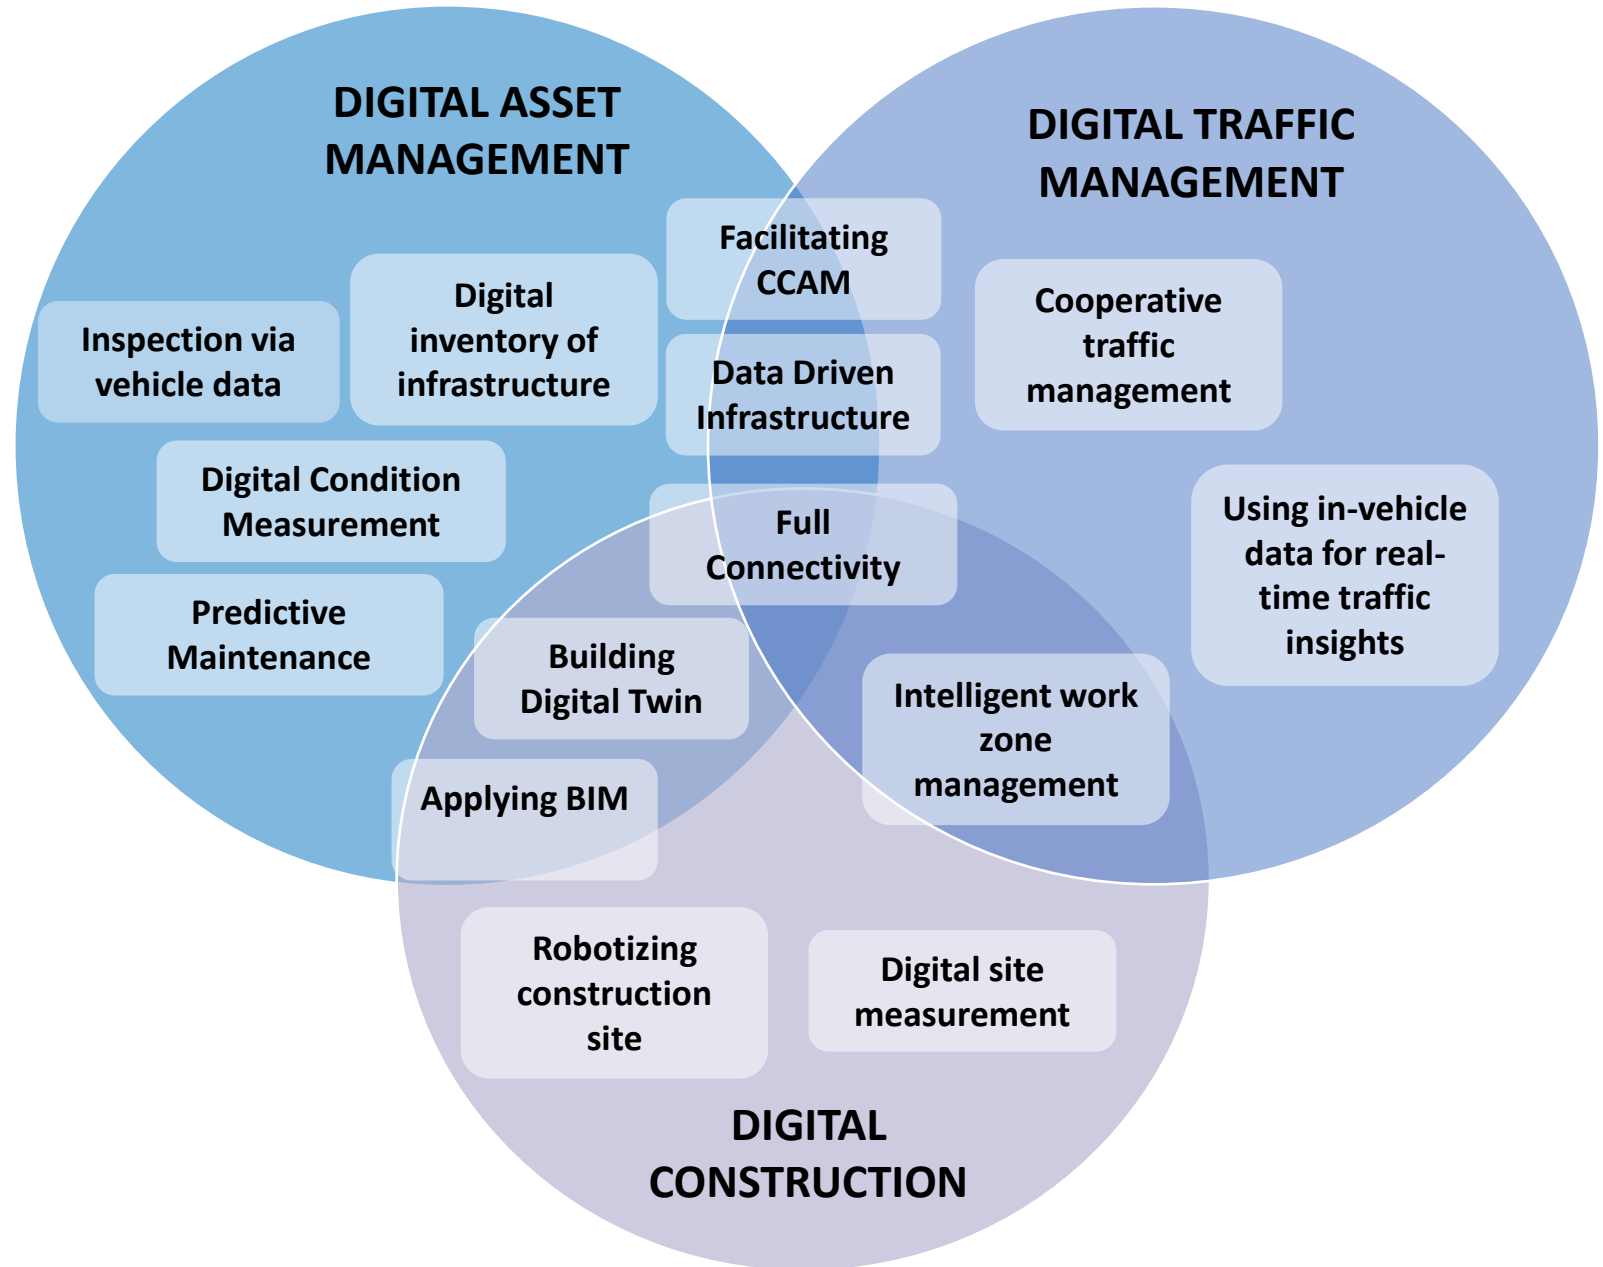 DIGITAL ASSET
MANAGEMENT
DIGITAL TRAFFIC
MANAGEMENT
Facilitating
CCAM
Digital
inventory of
infrastructure
Cooperative
traffic
management
Inspection via
vehicle data
Data Driven
Infrastructure
Digital Condition
Measurement
Full
Connectivity
Using in-vehicle
data for real-
time traffic
insights
Predictive
Maintenance
Building
Digital Twin
Intelligent work
zone
management
Applying BIM
Robotizing
construction
site
Digital site
measurement
DIGITAL
CONSTRUCTION